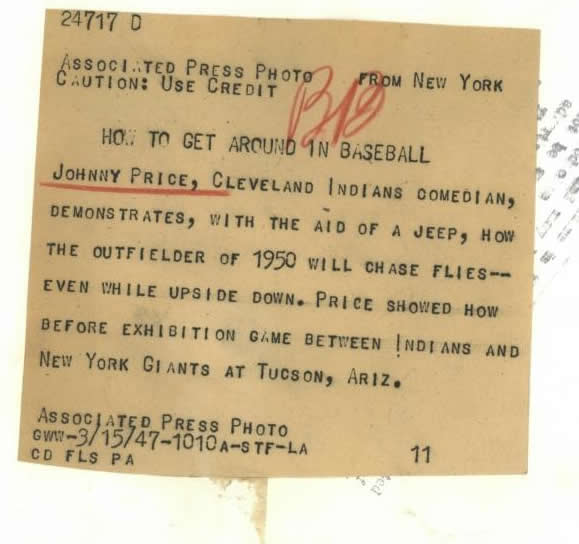 24717 D
ASSOCIATED PRESS PHOTO FROM NEW YORK
CAUTION: USE CREDIT
HOW TO GET AROUND IN BASEBALL
JOHNNY PRICE, CLEVELAND INDIANS COMEDIAN,
DEMONSTRATES, WITH THE AID OF A JEEP, HOW
THE OUTFIELDER OF 1950 WILL CHASE FLIES--
EVEN WHILE UPSIDE DOWN. PRICE SHOWED HOW
BEFORE EXHIBITION GAME BETWEEN INDIANS AND
NEW YORK GIANTS AT TUCSON, ARIZ.
ASSOCIATED PRESS PHOTO
GWW-3/15/47-1010A-STF-LA
CD FLS PA 11